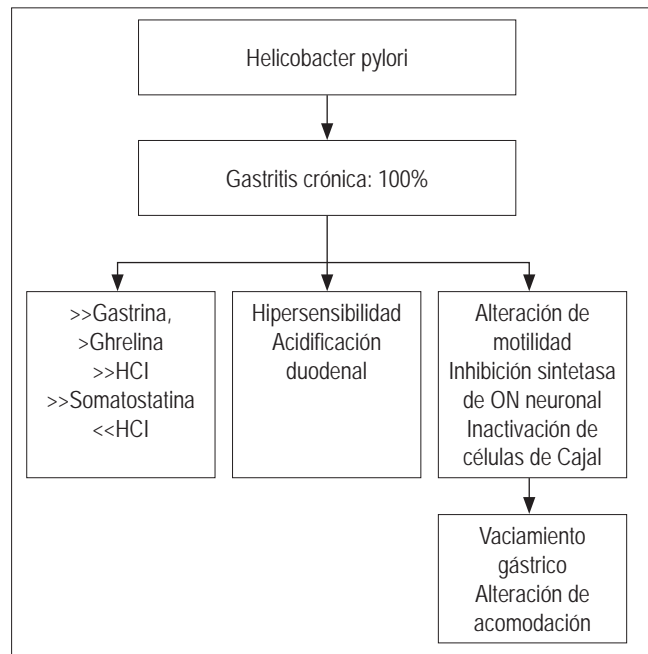 Helicobacter pylori
Gastritis crónica: 100%
>>Gastrina,
>Ghrelina
>>HCl
>>Somatostatina
<<HCl
Hipersensibilidad
Acidificación
duodenal
Alteración de
motilidad
Inhibición sintetasa
de ON neuronal
Inactivación de
células de Cajal
Vaciamiento
gástrico
Alteración de
acomodación